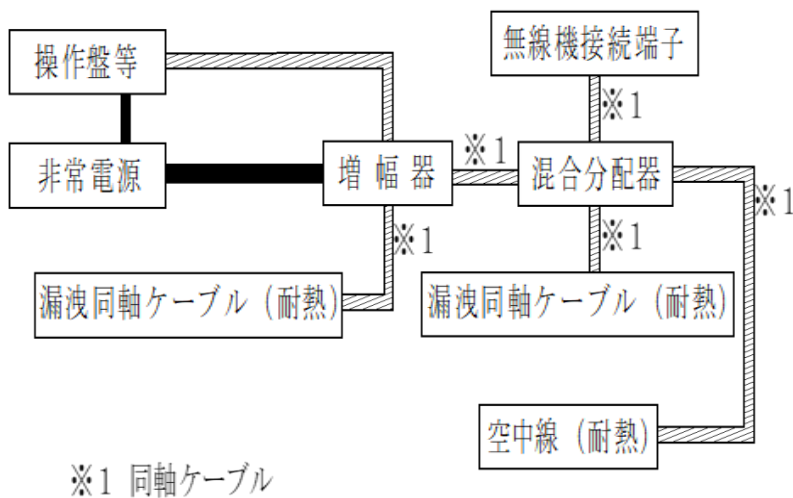 操作盤等
無線機接続端子
※1
非常電源
増幅器
※1
混合分配器
※1
※1
※1
漏洩同軸ケーブル（耐熱）
漏洩同軸ケーブル（耐熱）
空中線（耐熱）
※1 同軸ケーブル